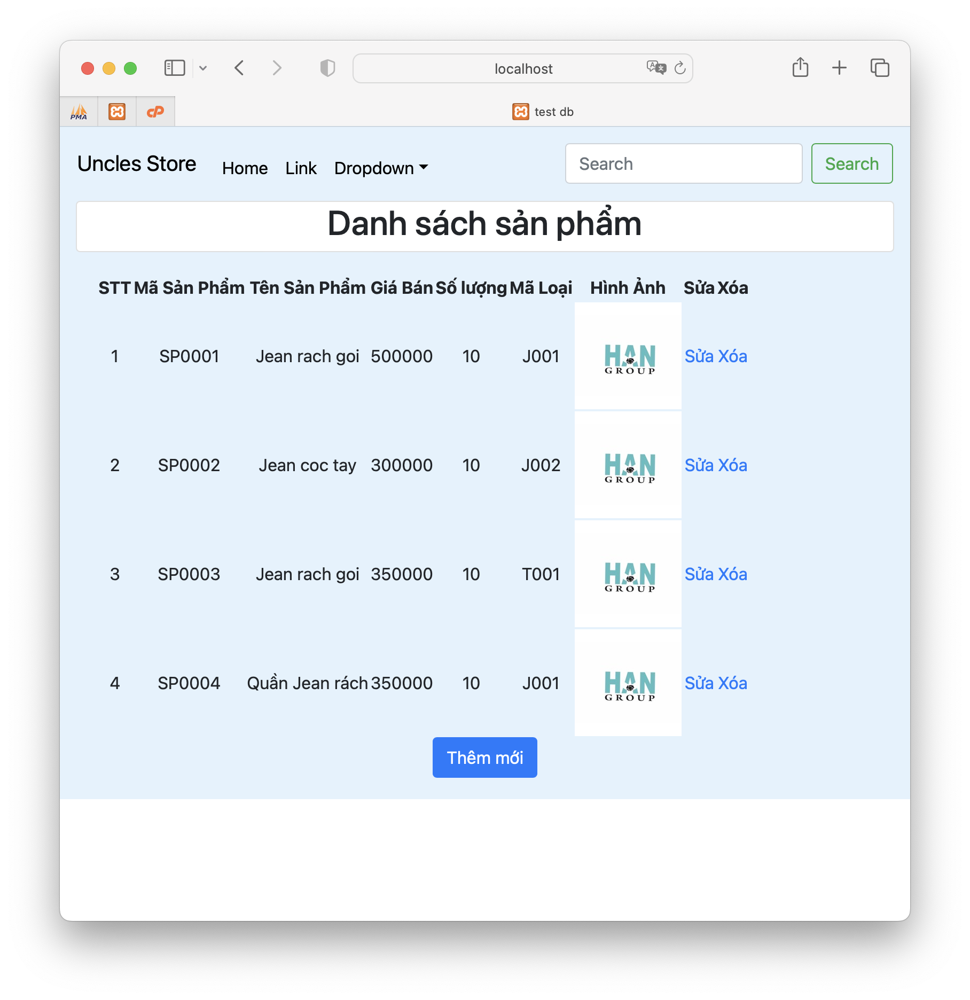 localhost
PMA
test db
Uncles Store Home Link Dropdown Search Search
Danh sách sản phẩm
STT Mã Sản Phẩm Tên Sản Phẩm Giá Bán Số lượng Mã Loại Hình Ảnh Sửa Xóa
1 SP0001 Jean rach goi 500000 10 J001 HAN GROUP Sửa Xóa
2 SP0002 Jean coc tay 300000 10 J002 HAN GROUP Sửa Xóa
3 SP0003 Jean rach goi 350000 10 T001 HAN GROUP Sửa Xóa
4 SP0004 Quần Jean rách 350000 10 J001 HAN GROUP Sửa Xóa
Thêm mới